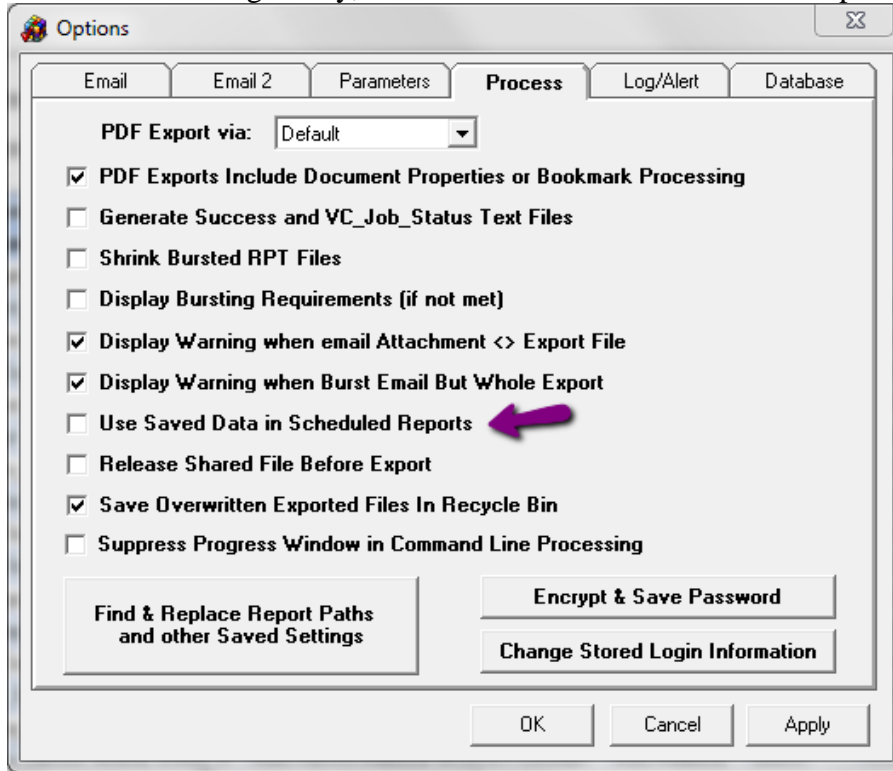 Options
Email Email 2 Parameters Process Log/Alert Database
PDF Export via: Default
PDF Exports Include Document Properties or Bookmark Processing
Generate Success and VC_Job_Status Text Files
Shrink Bursted RPT Files
Display Bursting Requirements (if not met)
Display Warning when email Attachment <> Export File
Display Warning when Burst Email But Whole Export
Use Saved Data in Scheduled Reports
Release Shared File Before Export
Save Overwritten Exported Files In Recycle Bin
Suppress Progress Window in Command Line Processing
Find & Replace Report Paths
and other Saved Settings
Encrypt & Save Password
Change Stored Login Information
OK Cancel Apply